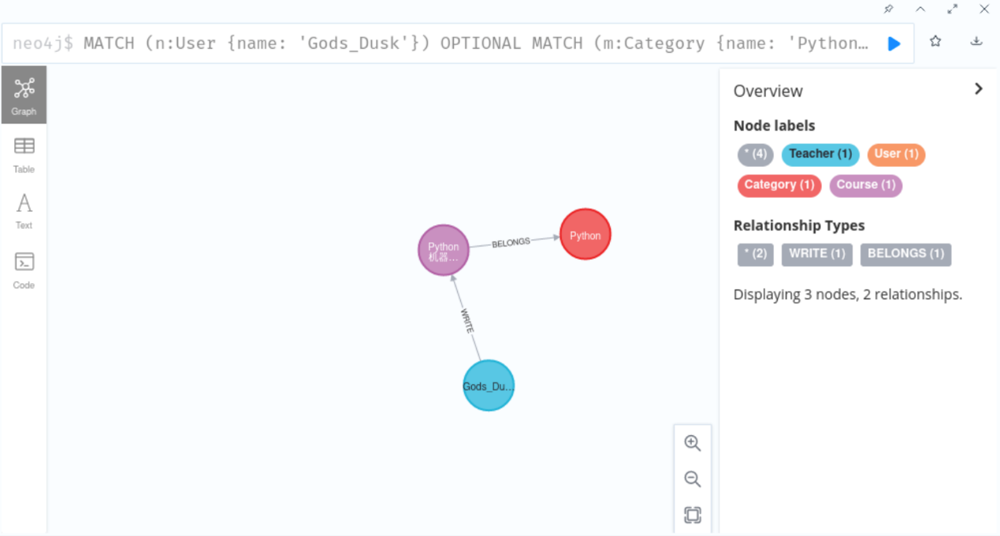 neo4j$ MATCH (n:User {name: 'Gods_Dusk'}) OPTIONAL MATCH (m:Category {name: 'Python…
Graph
Table
A
Text
Code
Python
机器...
BELONGS
Python
WRITE
Gods_Du...
Overview
Node labels
* (4) Teacher (1) User (1)
Category (1) Course (1)
Relationship Types
* (2) WRITE (1) BELONGS (1)
Displaying 3 nodes, 2 relationships.